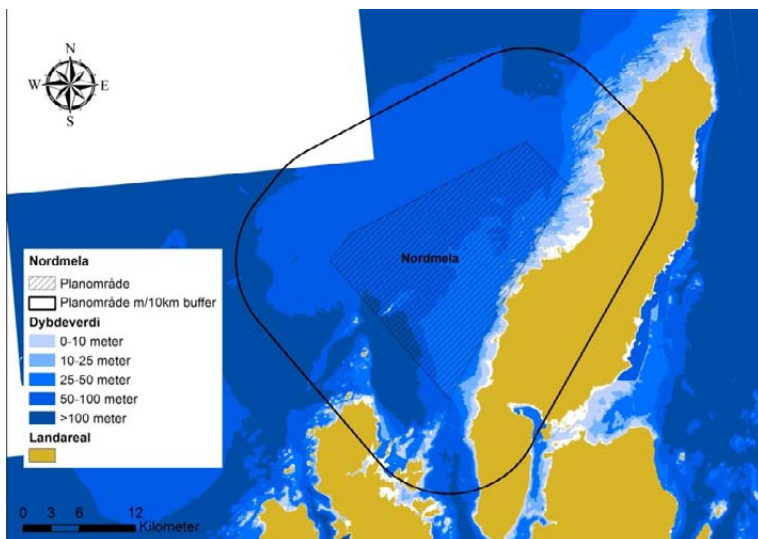 N
W E
S
Nordmela
Nordmela
Planområde
Planområde m/10km buffer
Dybdeverdi
0-10 meter
10-25 meter
25-50 meter
50-100 meter
>100 meter
Landareal
0 3 6 12
Kilometer